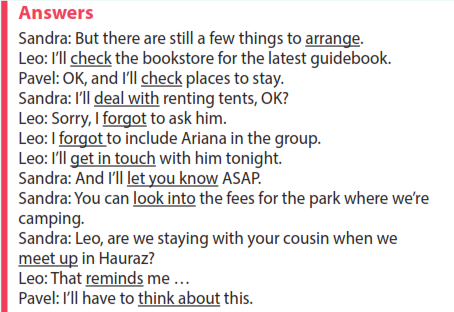 Answers
Sandra: But there are still a few things to arrange.
Leo: I'll check the bookstore for the latest guidebook.
Pavel: OK, and I'll check places to stay.
Sandra: I'll deal with renting tents, OK?
Leo: Sorry, I forgot to ask him.
Leo: I forgot to include Ariana in the group.
Leo: I'll get in touch with him tonight.
Sandra: And I'll let you know ASAP.
Sandra: You can look into the fees for the park where we're
camping.
Sandra: Leo, are we staying with your cousin when we
meet up in Hauraz?
Leo: That reminds me …
Pavel: I'll have to think about this.